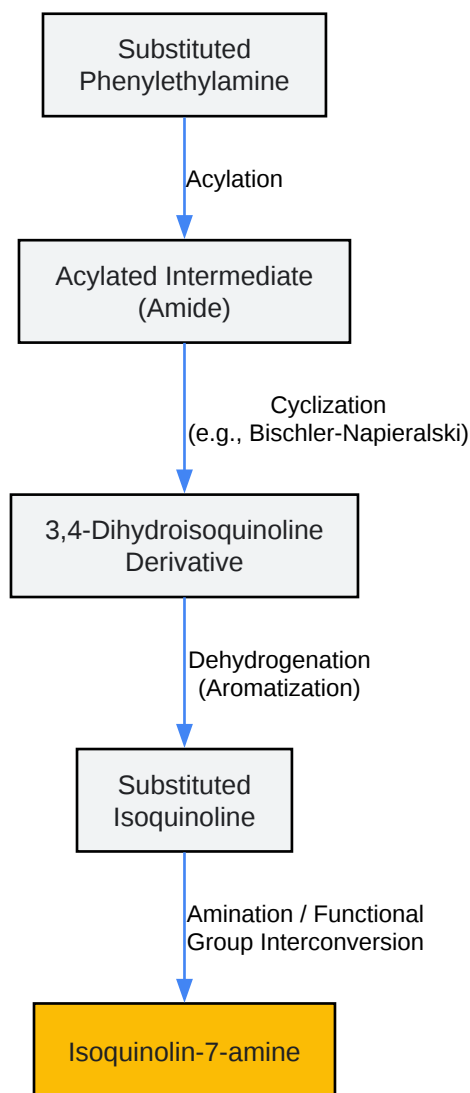 Substituted
Phenylethylamine
Acylation
Acylated Intermediate
(Amide)
Cyclization
(e.g., Bischler-Napieralski)
3,4-Dihydroisoquinoline
Derivative
Dehydrogenation
(Aromatization)
Substituted
Isoquinoline
Amination / Functional
Group Interconversion
Isoquinolin-7-amine